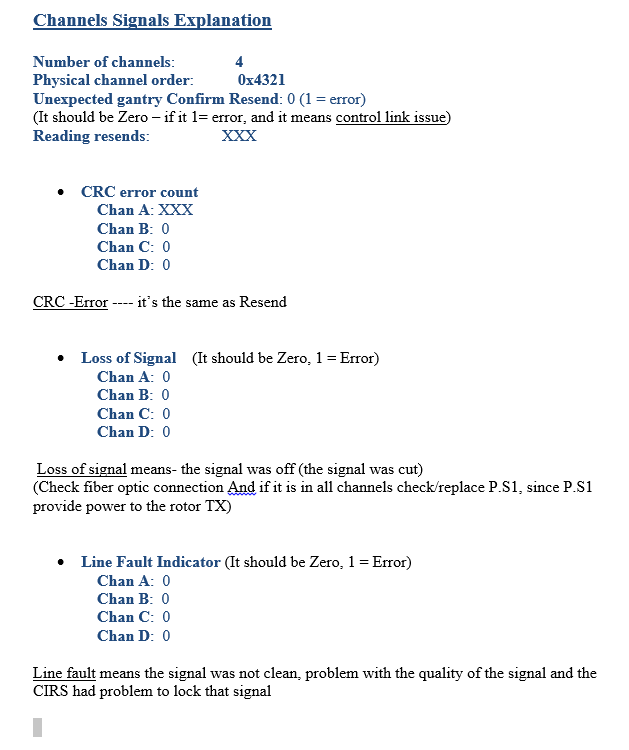 Channels Signals Explanation
Number of channels: 4
Physical channel order: 0x4321
Unexpected gantry Confirm Resend: 0 (1 = error)
(It should be Zero – if it 1= error, and it means control link issue)
Reading resends: XXX
• CRC error count
Chan A: XXX
Chan B: 0
Chan C: 0
Chan D: 0
CRC -Error ---- it's the same as Resend
• Loss of Signal (It should be Zero, 1 = Error)
Chan A: 0
Chan B: 0
Chan C: 0
Chan D: 0
Loss of signal means- the signal was off (the signal was cut)
(Check fiber optic connection And if it is in all channels check/replace P.S1, since P.S1
provide power to the rotor TX)
• Line Fault Indicator (It should be Zero, 1 = Error)
Chan A: 0
Chan B: 0
Chan C: 0
Chan D: 0
Line fault means the signal was not clean, problem with the quality of the signal and the
CIRS had problem to lock that signal